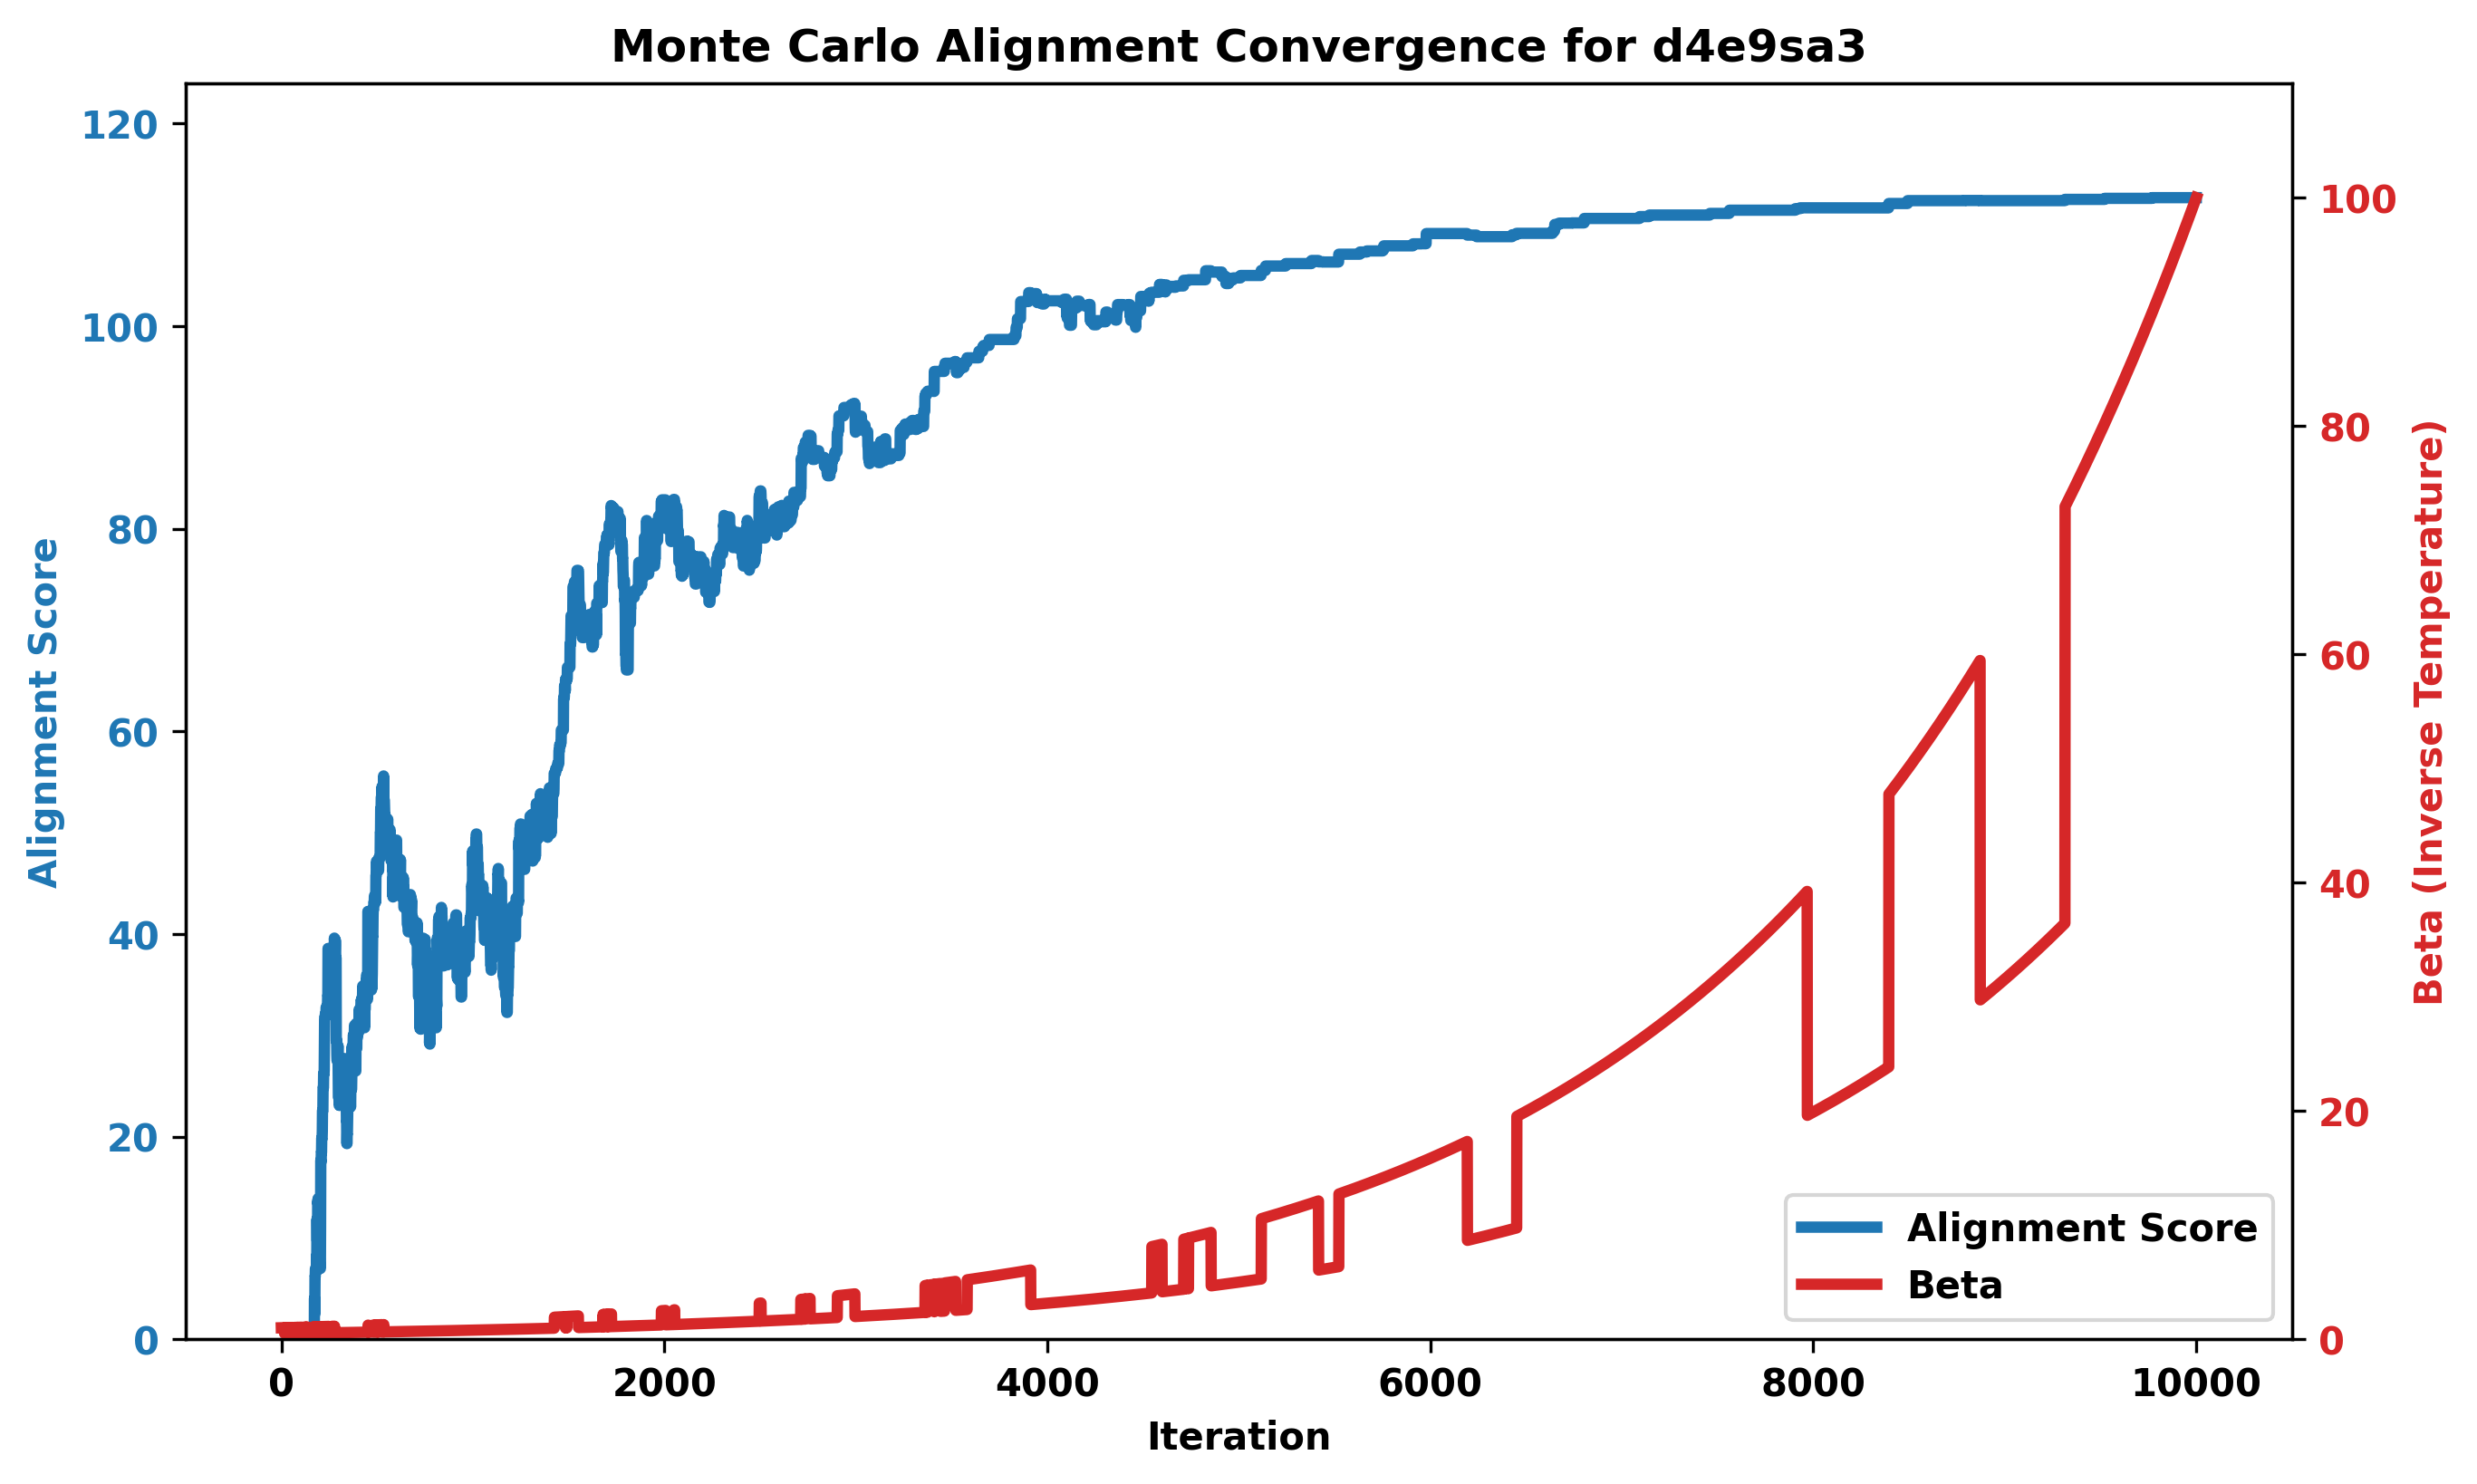 Monte Carlo Alignment Convergence for d4e9sa3
120
100
80
60
40
20
0
Alignment Score
100
80
60
40
20
0
Beta (Inverse Temperature)
Alignment Score
Beta
0 2000 4000 6000 8000 10000
Iteration